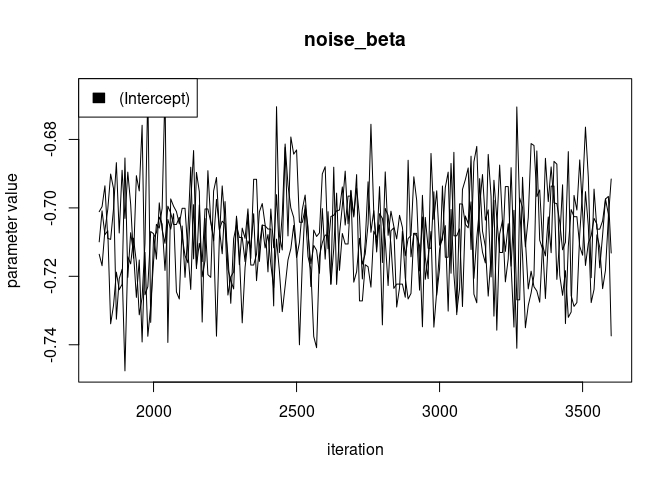 noise_beta
(Intercept)
parameter value
-0.68
-0.70
-0.72
-0.74
2000 2500 3000 3500
iteration